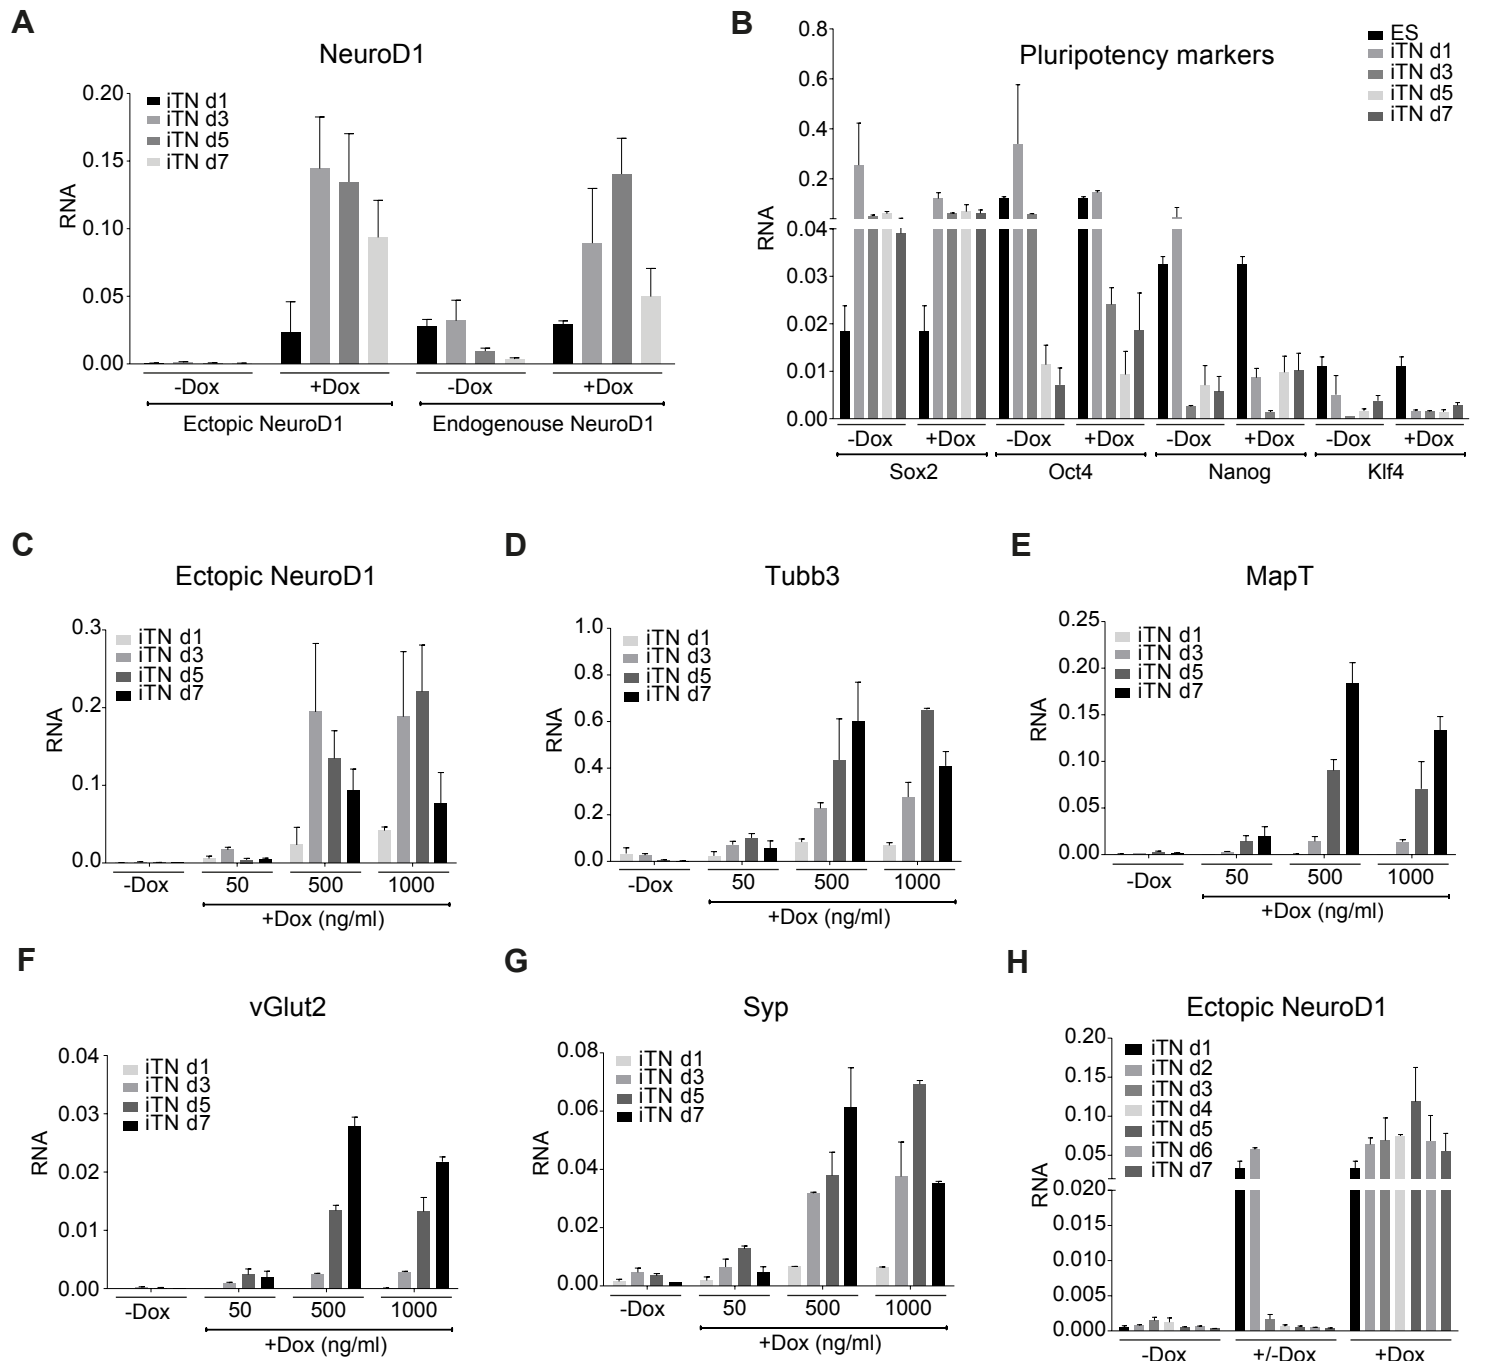 A
NeuroD1
0.20
0.15
0.10
0.05
0.00
RNA
iTN d1
iTN d3
iTN d5
iTN d7
-Dox
+Dox
-Dox
+Dox
Ectopic NeuroD1
Endogenouse NeuroD1
B
Pluripotency markers
0.8
0.6
0.4
0.2
0.04
0.03
0.02
0.01
0.00
RNA
ES
iTN d1
iTN d3
iTN d5
iTN d7
-Dox
+Dox
-Dox
+Dox
-Dox
+Dox
-Dox
+Dox
Sox2
Oct4
Nanog
Klf4
C
Ectopic NeuroD1
0.3
0.2
0.1
0.0
RNA
iTN d1
iTN d3
iTN d5
iTN d7
-Dox
50
500
1000
+Dox (ng/ml)
D
Tubb3
1.0
0.8
0.6
0.4
0.2
0.0
RNA
iTN d1
iTN d3
iTN d5
iTN d7
-Dox
50
500
1000
+Dox (ng/ml)
E
MapT
0.25
0.20
0.15
0.10
0.05
0.00
RNA
iTN d1
iTN d3
iTN d5
iTN d7
-Dox
50
500
1000
+Dox (ng/ml)
F
vGlut2
0.04
0.03
0.02
0.01
0.00
RNA
iTN d1
iTN d3
iTN d5
iTN d7
-Dox
50
500
1000
+Dox (ng/ml)
G
Syp
0.08
0.06
0.04
0.02
0.00
RNA
iTN d1
iTN d3
iTN d5
iTN d7
-Dox
50
500
1000
+Dox (ng/ml)
H
Ectopic NeuroD1
0.20
0.15
0.10
0.05
0.020
0.015
0.010
0.005
0.000
RNA
iTN d1
iTN d2
iTN d3
iTN d4
iTN d5
iTN d6
iTN d7
-Dox
+/-Dox
+Dox